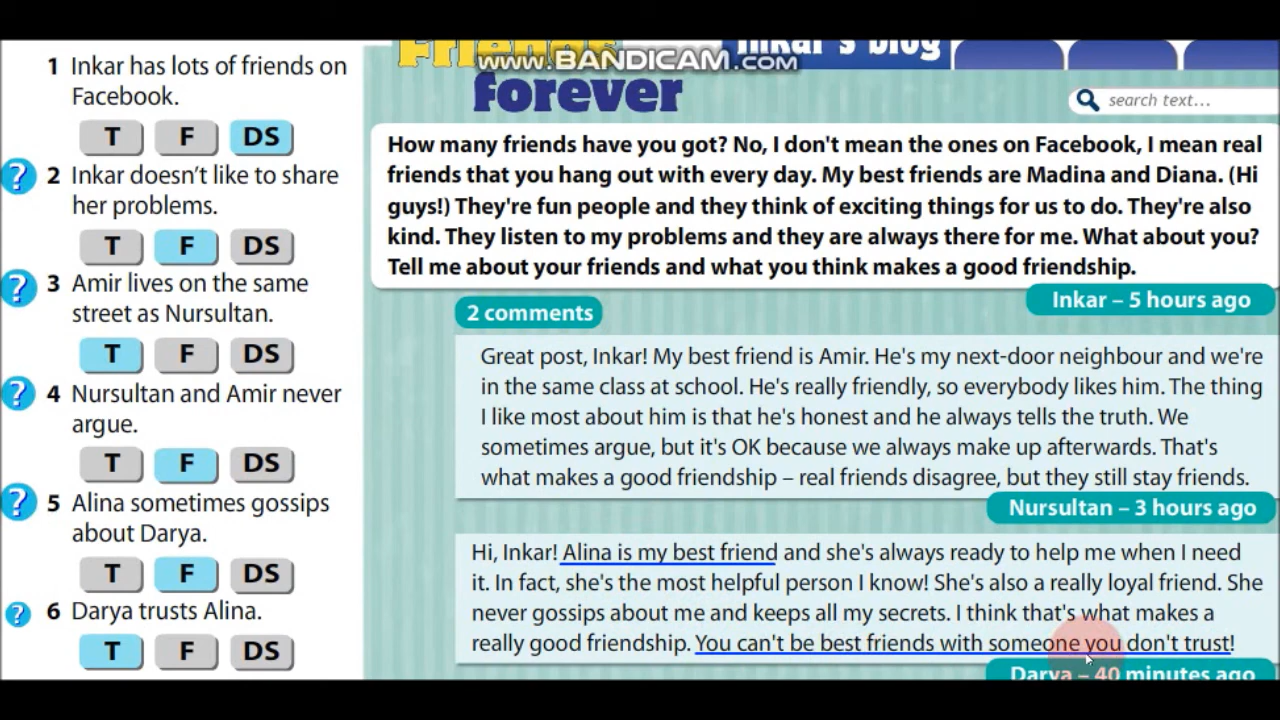 1 Inkar has lots of friends on
Facebook.
T F DS
? 2 Inkar doesn't like to share
her problems.
T F DS
? 3 Amir lives on the same
street as Nursultan.
T F DS
? 4 Nursultan and Amir never
argue.
T F DS
? 5 Alina sometimes gossips
about Darya.
T F DS
? 6 Darya trusts Alina.
T F DS
Friends
forever
www.BANDICAM.com
Inkar's blog
search text...
How many friends have you got? No, I don't mean the ones on Facebook, I mean real
friends that you hang out with every day. My best friends are Madina and Diana. (Hi
guys!) They're fun people and they think of exciting things for us to do. They're also
kind. They listen to my problems and they are always there for me. What about you?
Tell me about your friends and what you think makes a good friendship.
Inkar – 5 hours ago
2 comments
Great post, Inkar! My best friend is Amir. He's my next-door neighbour and we're
in the same class at school. He's really friendly, so everybody likes him. The thing
I like most about him is that he's honest and he always tells the truth. We
sometimes argue, but it's OK because we always make up afterwards. That's
what makes a good friendship – real friends disagree, but they still stay friends.
Nursultan – 3 hours ago
Hi, Inkar! Alina is my best friend and she's always ready to help me when I need
it. In fact, she's the most helpful person I know! She's also a really loyal friend. She
never gossips about me and keeps all my secrets. I think that's what makes a
really good friendship. You can't be best friends with someone you don't trust!
Darya – 40 minutes ago